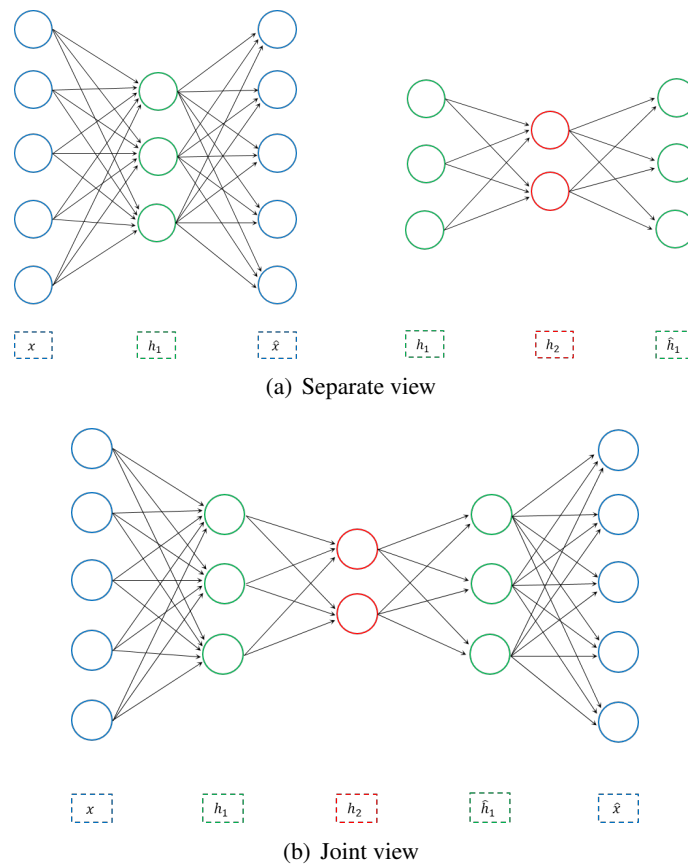 x h₁ x̂ h₁ h₂ ĥ₁
(a) Separate view
x h₁ h₂ ĥ₁ x̂
(b) Joint view